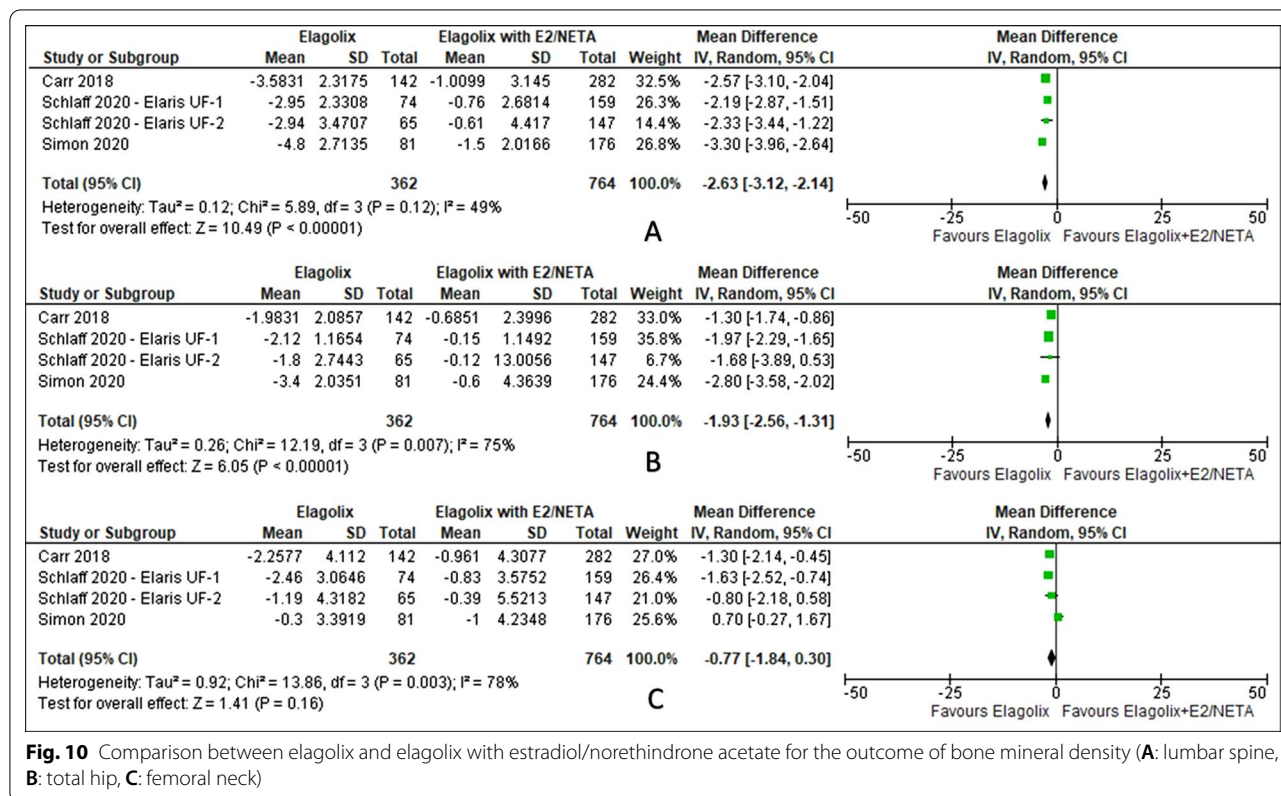 Elagolix Elagolix with E2/NETA Mean Difference Mean Difference
Study or Subgroup Mean SD Total Mean SD Total Weight IV, Random, 95% CI IV, Random, 95% CI
Carr 2018 -3.5831 2.3175 142 -1.0099 3.145 282 32.5% -2.57 [-3.10, -2.04]
Schlaff 2020 - Elaris UF-1 -2.95 2.3308 74 -0.76 2.6814 159 26.3% -2.19 [-2.87, -1.51]
Schlaff 2020 - Elaris UF-2 -2.94 3.4707 65 -0.61 4.417 147 14.4% -2.33 [-3.44, -1.22]
Simon 2020 -4.8 2.7135 81 -1.5 2.0166 176 26.8% -3.30 [-3.96, -2.64]
Total (95% CI) 362 764 100.0% -2.63 [-3.12, -2.14]
Heterogeneity: Tau² = 0.12; Chi² = 5.89, df = 3 (P = 0.12); I² = 49%
Test for overall effect: Z = 10.49 (P < 0.00001)
A
-50 -25 0 25 50
Favours Elagolix Favours Elagolix+E2/NETA
Elagolix Elagolix with E2/NETA Mean Difference Mean Difference
Study or Subgroup Mean SD Total Mean SD Total Weight IV, Random, 95% CI IV, Random, 95% CI
Carr 2018 -1.9831 2.0857 142 -0.6851 2.3996 282 33.0% -1.30 [-1.74, -0.86]
Schlaff 2020 - Elaris UF-1 -2.12 1.1654 74 -0.15 1.1492 159 35.8% -1.97 [-2.29, -1.65]
Schlaff 2020 - Elaris UF-2 -1.8 2.7443 65 -0.12 13.0056 147 6.7% -1.68 [-3.89, 0.53]
Simon 2020 -3.4 2.0351 81 -0.6 4.3639 176 24.4% -2.80 [-3.58, -2.02]
Total (95% CI) 362 764 100.0% -1.93 [-2.56, -1.31]
Heterogeneity: Tau² = 0.26; Chi² = 12.19, df = 3 (P = 0.007); I² = 75%
Test for overall effect: Z = 6.05 (P < 0.00001)
B
-50 -25 0 25 50
Favours Elagolix Favours Elagolix+E2/NETA
Elagolix Elagolix with E2/NETA Mean Difference Mean Difference
Study or Subgroup Mean SD Total Mean SD Total Weight IV, Random, 95% CI IV, Random, 95% CI
Carr 2018 -2.2577 4.112 142 -0.961 4.3077 282 27.0% -1.30 [-2.14, -0.45]
Schlaff 2020 - Elaris UF-1 -2.46 3.0646 74 -0.83 3.5752 159 26.4% -1.63 [-2.52, -0.74]
Schlaff 2020 - Elaris UF-2 -1.19 4.3182 65 -0.39 5.5213 147 21.0% -0.80 [-2.18, 0.58]
Simon 2020 -0.3 3.3919 81 -1 4.2348 176 25.6% 0.70 [-0.27, 1.67]
Total (95% CI) 362 764 100.0% -0.77 [-1.84, 0.30]
Heterogeneity: Tau² = 0.92; Chi² = 13.86, df = 3 (P = 0.003); I² = 78%
Test for overall effect: Z = 1.41 (P = 0.16)
C
-50 -25 0 25 50
Favours Elagolix Favours Elagolix+E2/NETA
Fig. 10 Comparison between elagolix and elagolix with estradiol/norethindrone acetate for the outcome of bone mineral density (A: lumbar spine,
B: total hip, C: femoral neck)